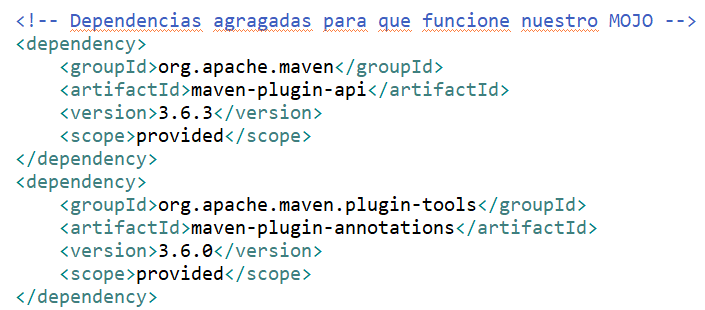 <!-- Dependencias agragadas para que funcione nuestro MOJO -->
<dependency>
    <groupId>org.apache.maven</groupId>
    <artifactId>maven-plugin-api</artifactId>
    <version>3.6.3</version>
    <scope>provided</scope>
</dependency>
<dependency>
    <groupId>org.apache.maven.plugin-tools</groupId>
    <artifactId>maven-plugin-annotations</artifactId>
    <version>3.6.0</version>
    <scope>provided</scope>
</dependency>